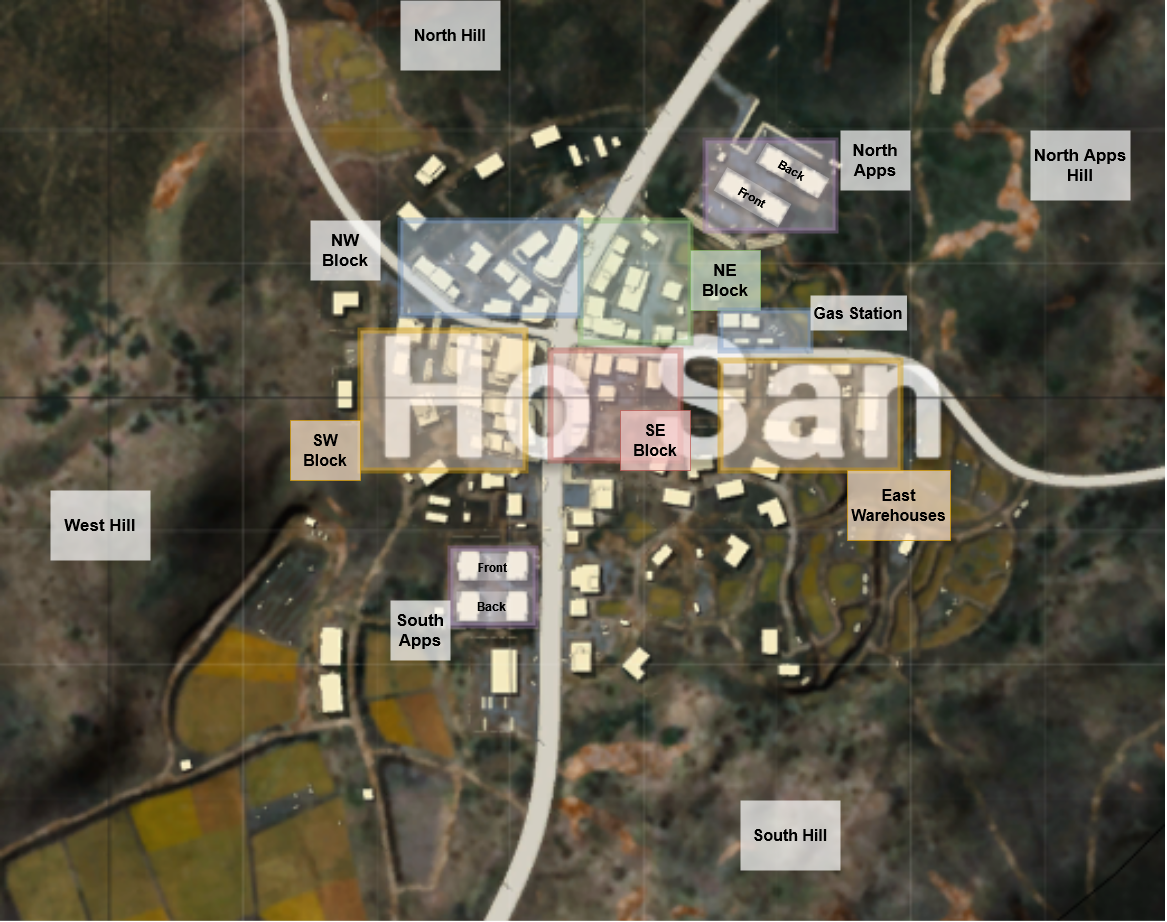 North Hill
North
Apps
Back
Front
North Apps
Hill
NW
Block
NE
Block
Gas Station
Ho San
SW
Block
SE
Block
East
Warehouses
West Hill
Front
Back
South
Apps
South Hill